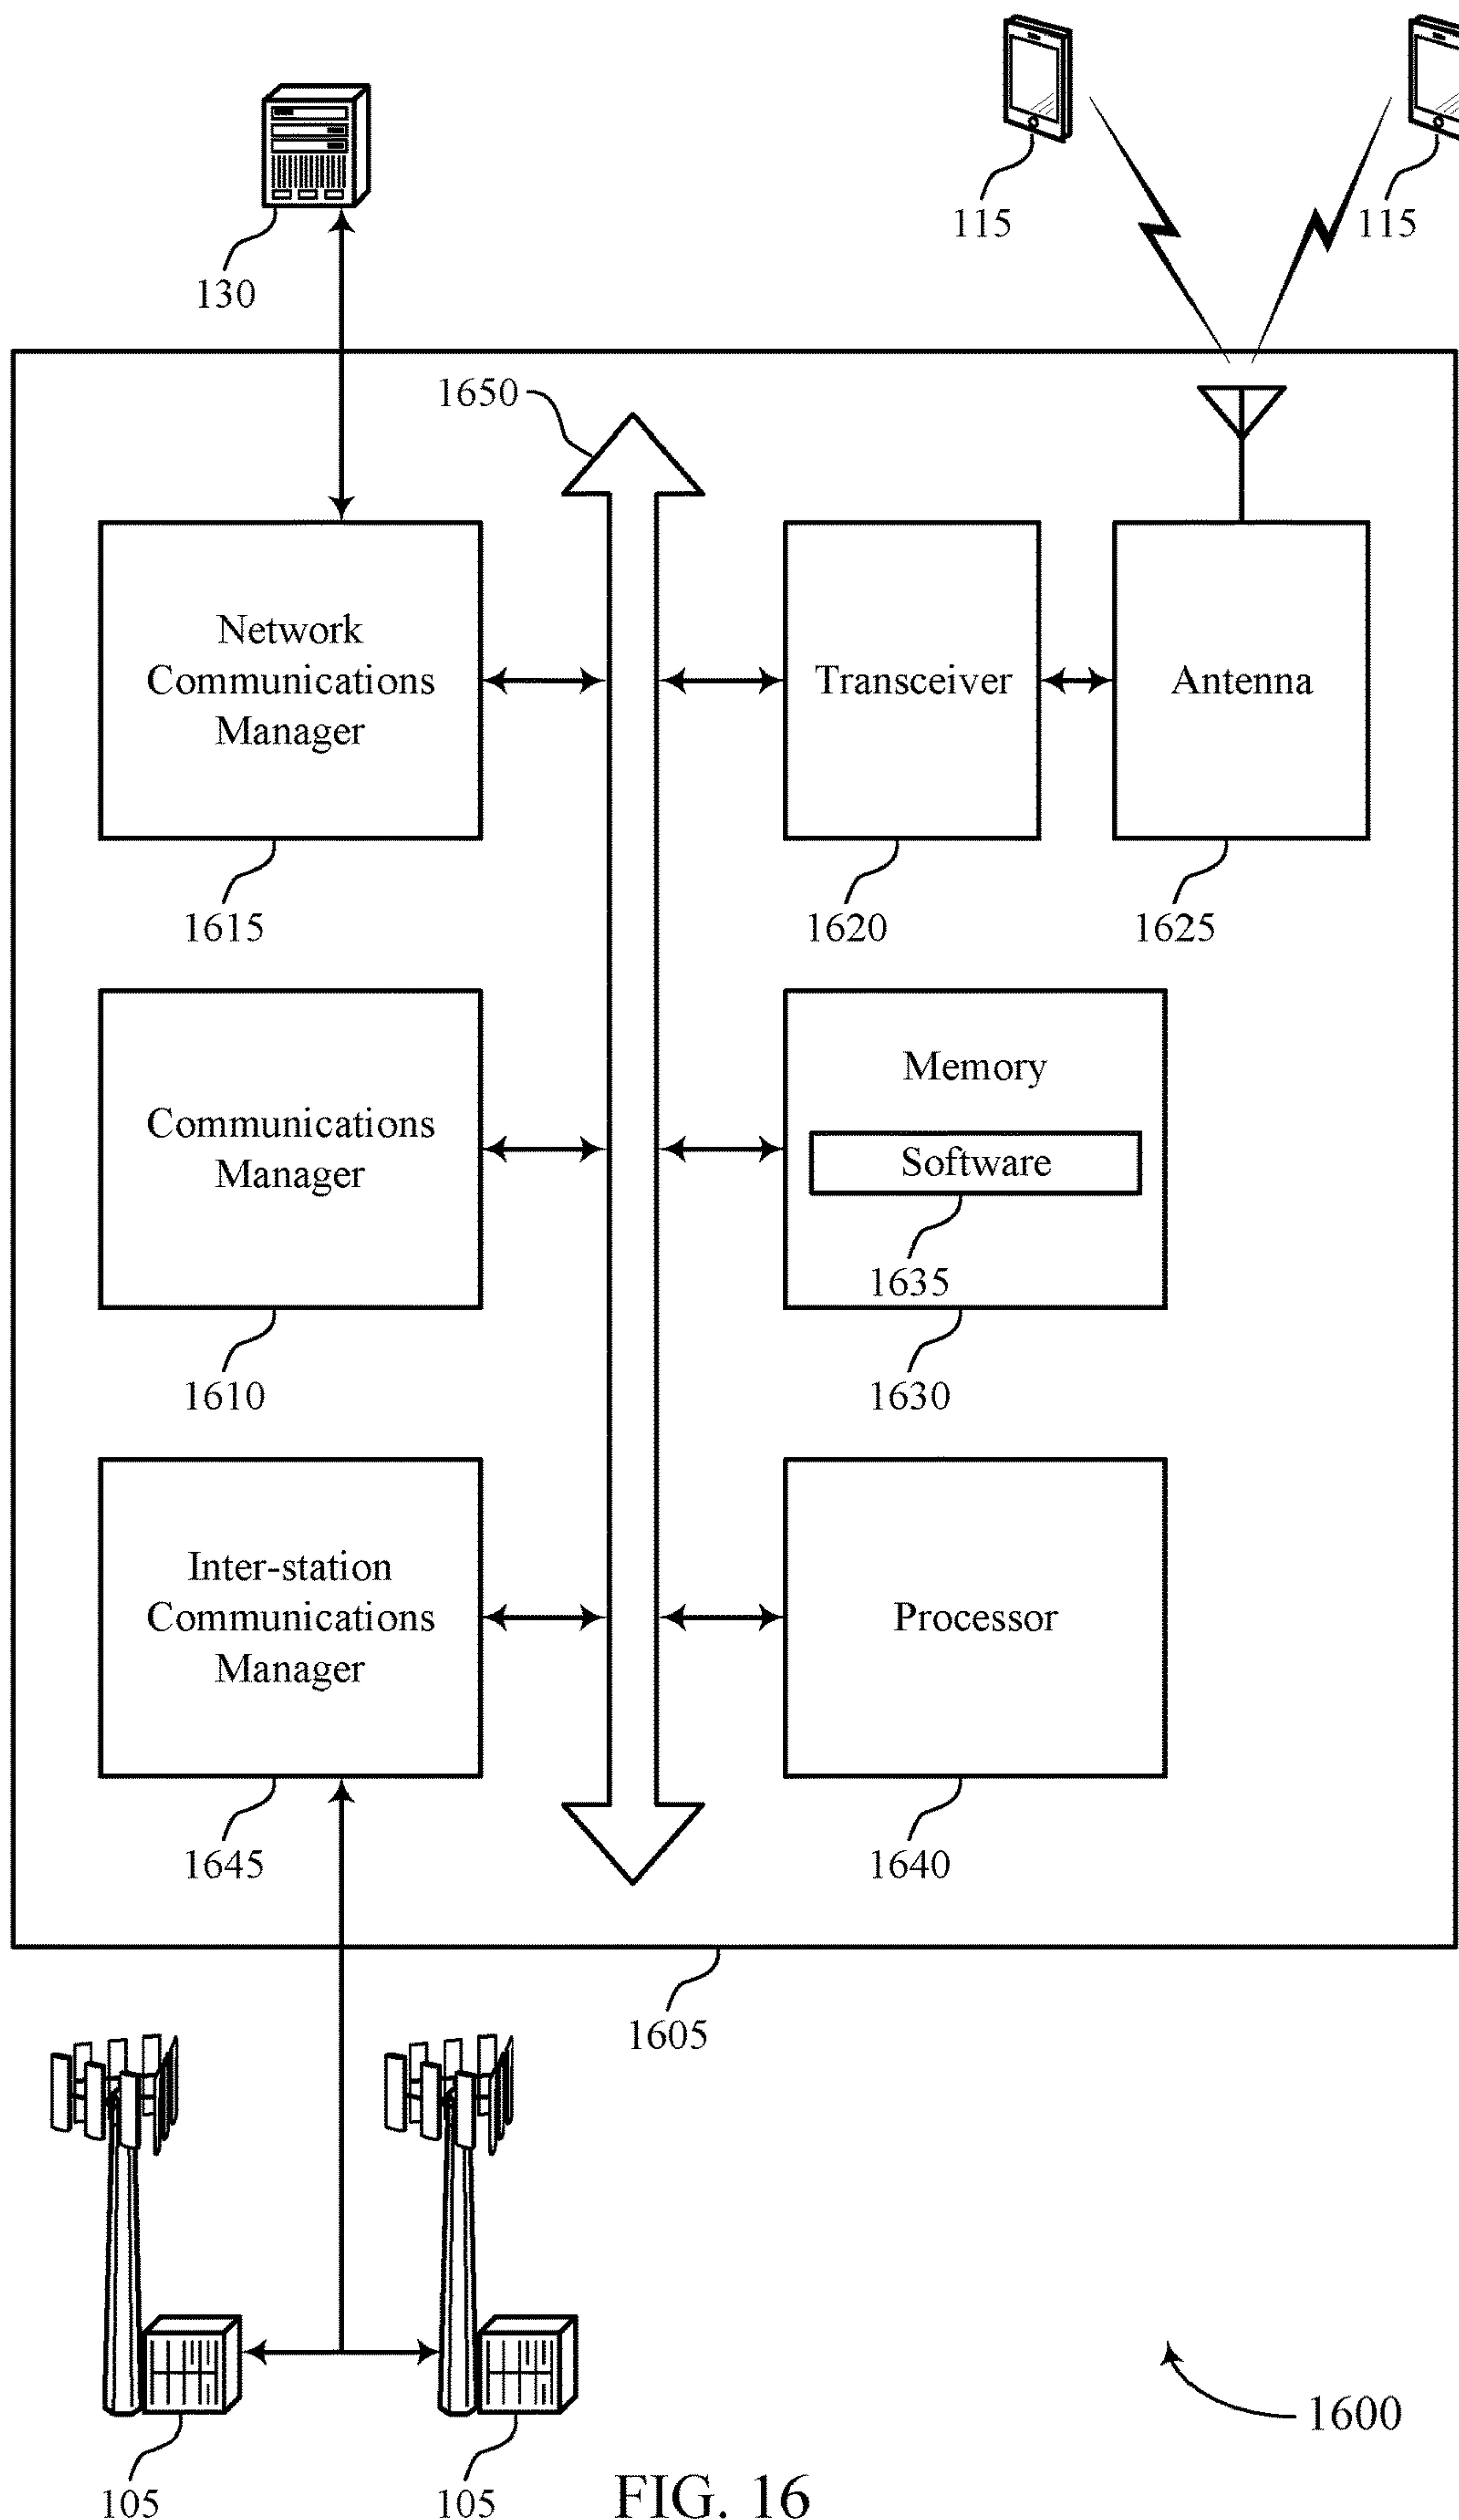 115
115
130
1650
Network
Communications
Manager
Transceiver
Antenna
1615
1620
1625
Communications
Manager
Memory
Software
1635
1610
1630
Inter-station
Communications
Manager
Processor
1645
1640
1605
1600
105
105
FIG. 16